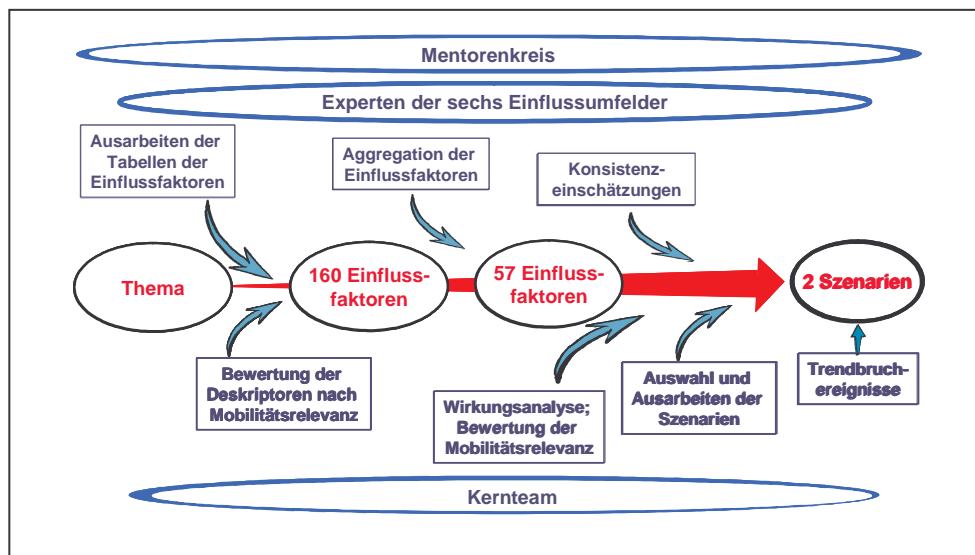 Mentorenkreis
Experten der sechs Einflussumfelder
Ausarbeiten der
Tabellen der
Einflussfaktoren
Aggregation der
Einflussfaktoren
Konsistenz-
einschätzungen
Thema
160 Einfluss-
faktoren
57 Einfluss-
faktoren
2 Szenarien
Bewertung der
Deskriptoren nach
Mobilitätsrelevanz
Wirkungsanalyse;
Bewertung der
Mobilitätsrelevanz
Auswahl und
Ausarbeiten der
Szenarien
Trendbruch-
ereignisse
Kernteam